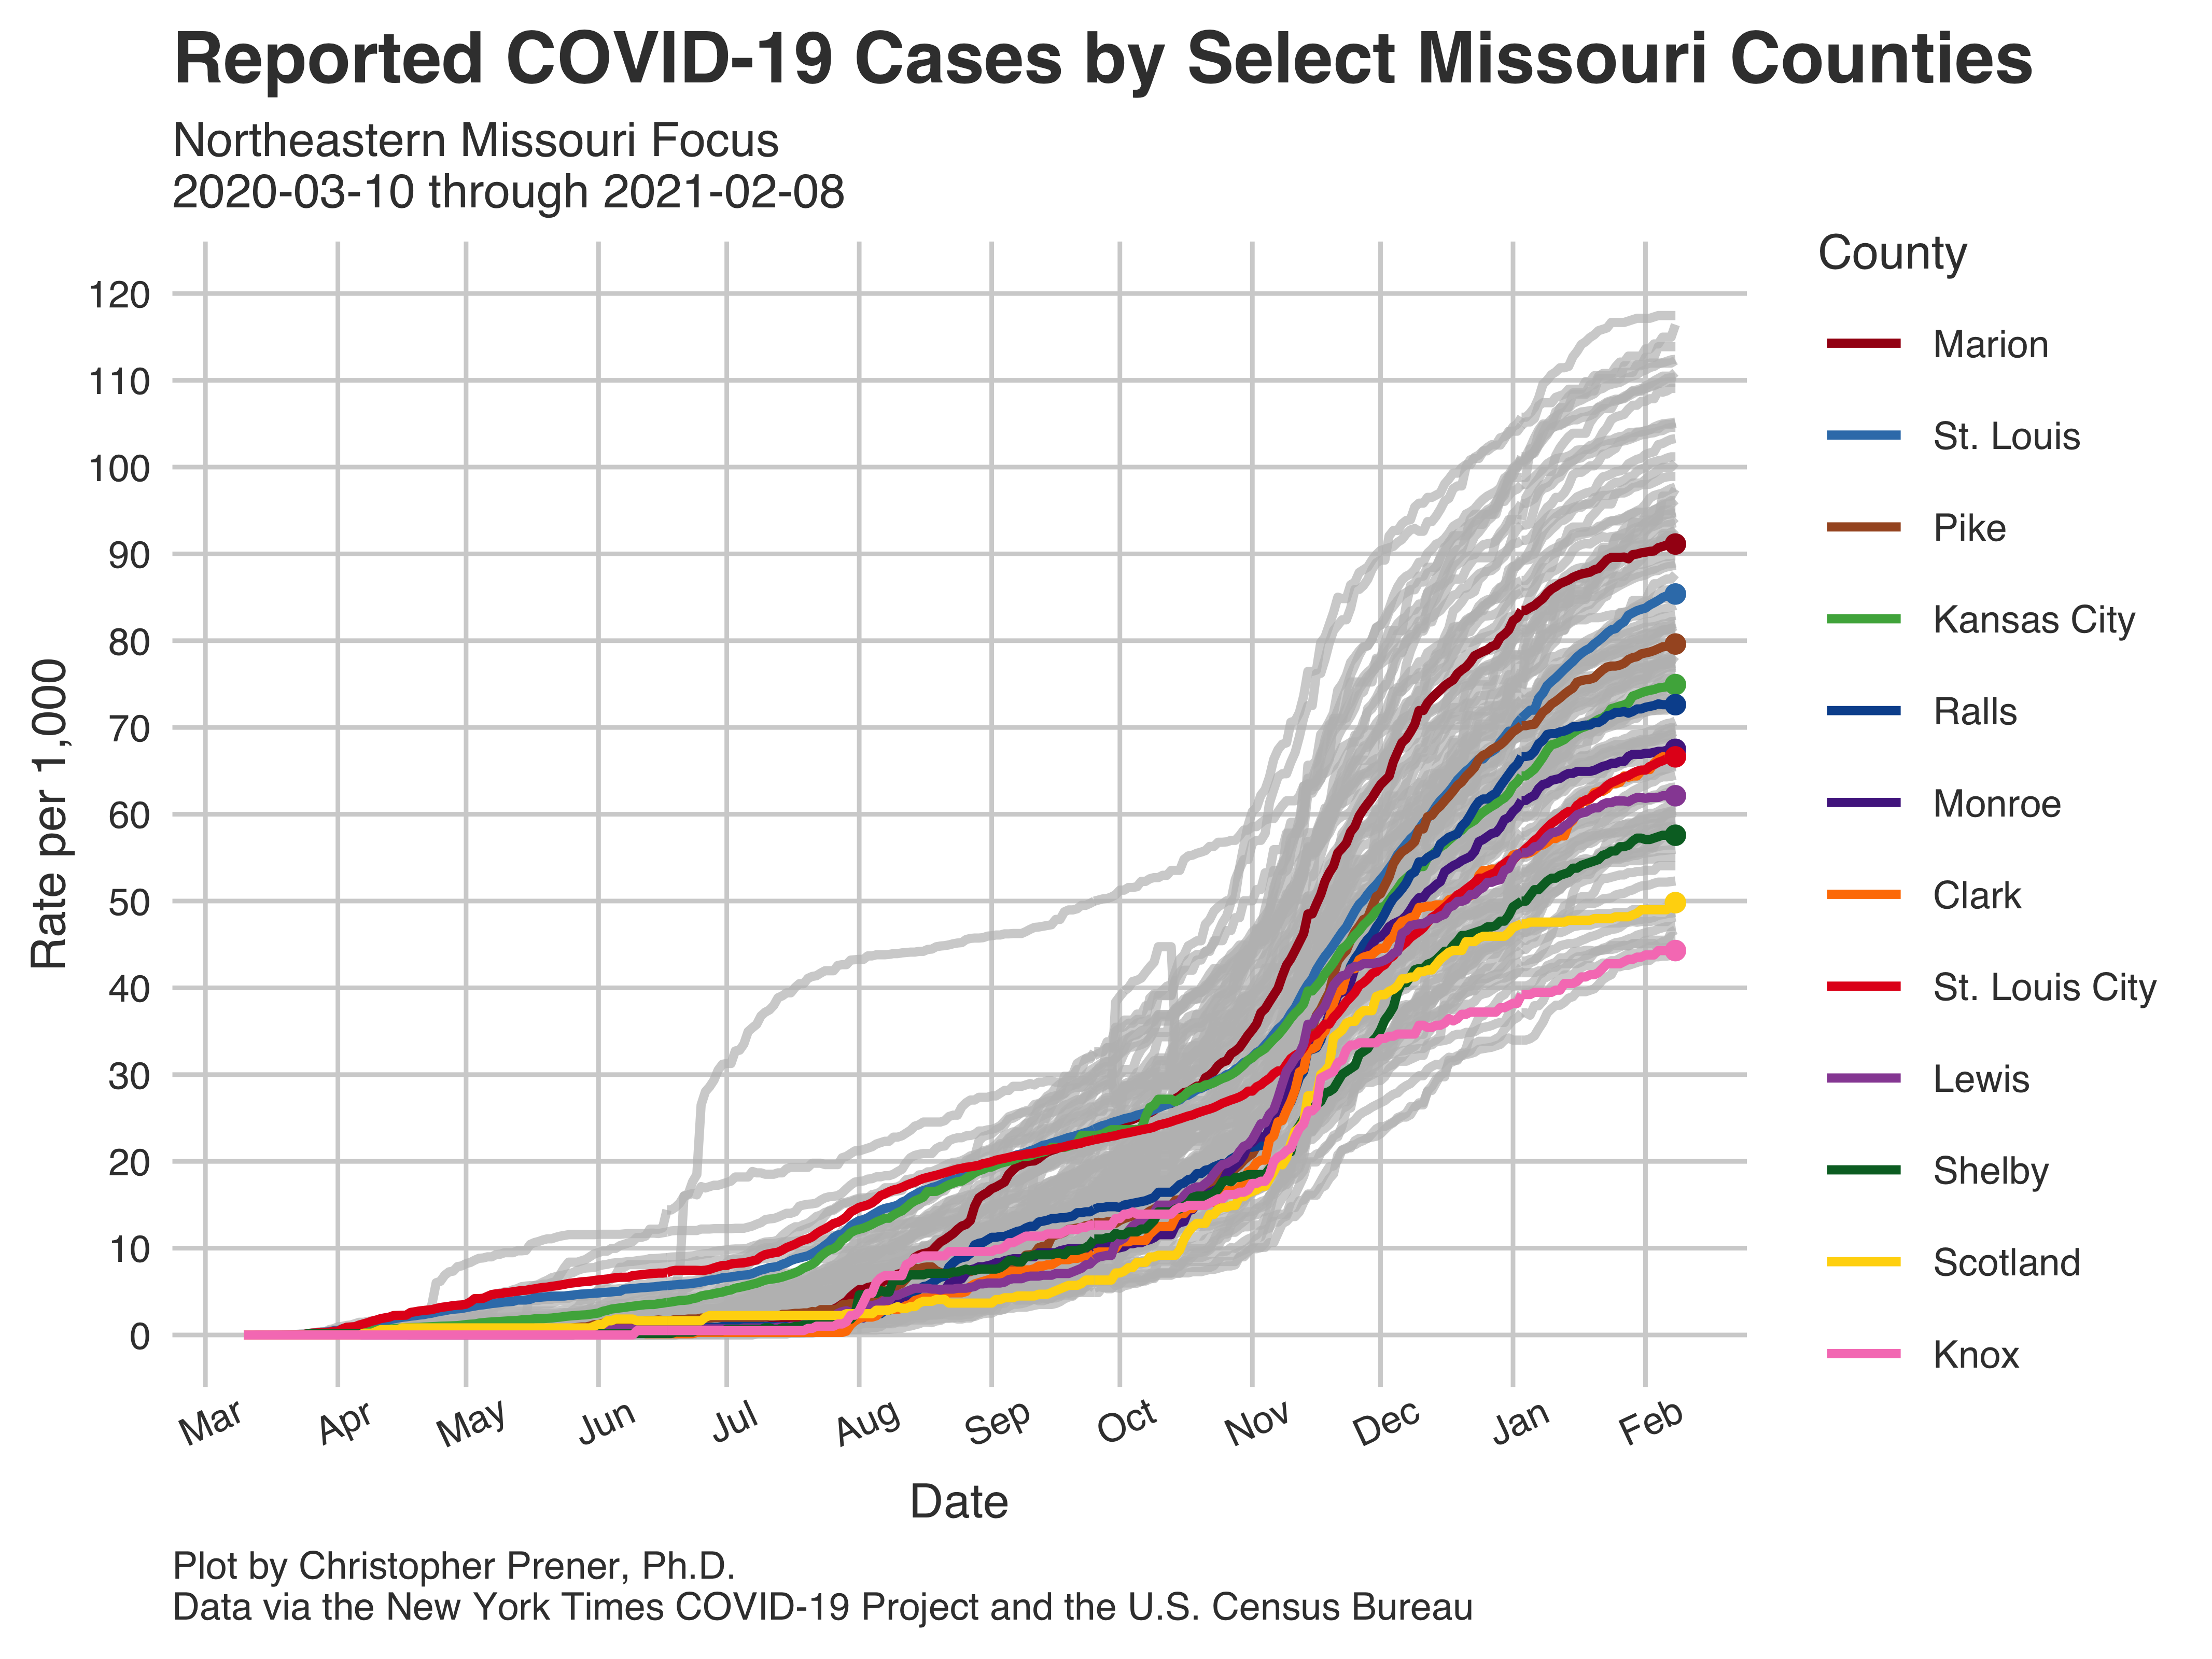 Reported COVID-19 Cases by Select Missouri Counties
Northeastern Missouri Focus
2020-03-10 through 2021-02-08
County
Marion
St. Louis
Pike
Kansas City
Ralls
Monroe
Clark
St. Louis City
Lewis
Shelby
Scotland
Knox
Rate per 1,000
120
110
100
90
80
70
60
50
40
30
20
10
0
Mar Apr May Jun Jul Aug Sep Oct Nov Dec Jan Feb
Date
Plot by Christopher Prener, Ph.D.
Data via the New York Times COVID-19 Project and the U.S. Census Bureau